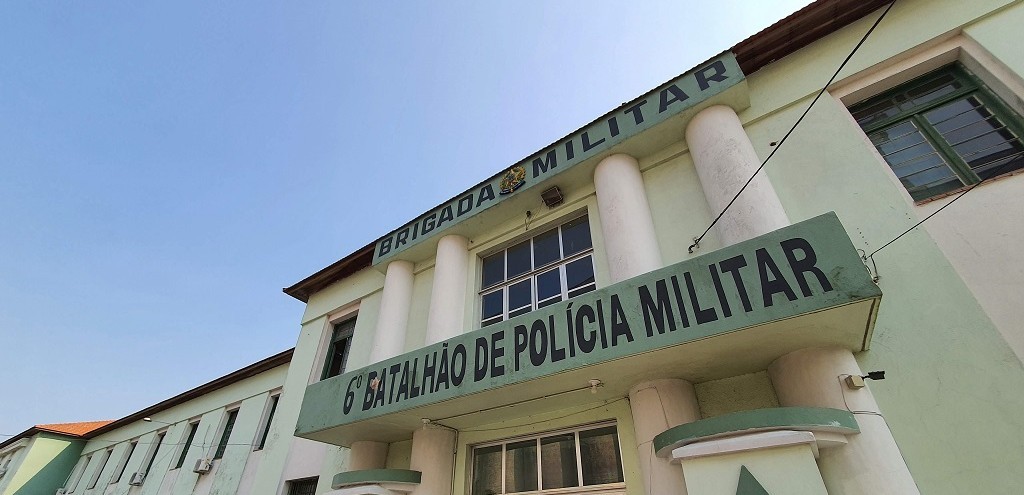 BRIGADA MILITAR
6º BATALHÃO DE POLÍCIA MILITAR